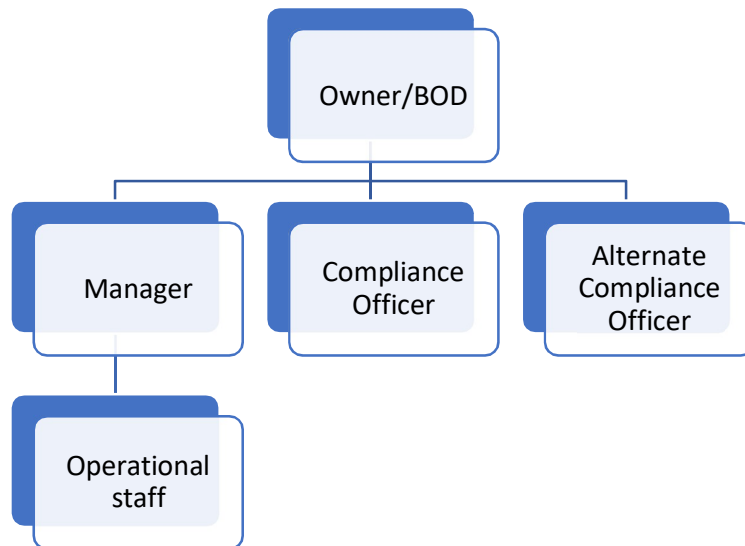 Owner/BOD
Manager
Compliance
Officer
Alternate
Compliance
Officer
Operational
staff